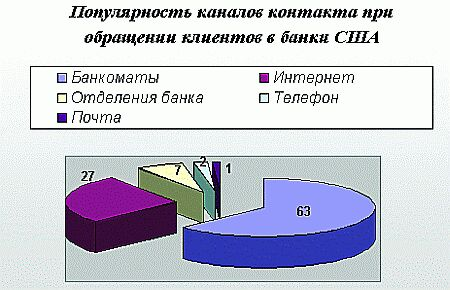 Популярность каналов контакта при
обращении клиентов в банки США
Банкоматы Интернет
Отделения банка Телефон
Почта
27 7 2 1
63